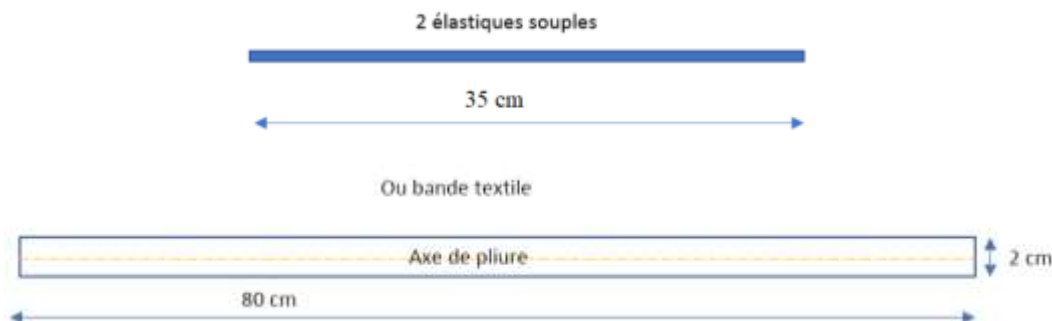 2 élastiques souples
35 cm
Ou bande textile
Axe de pliure
2 cm
80 cm